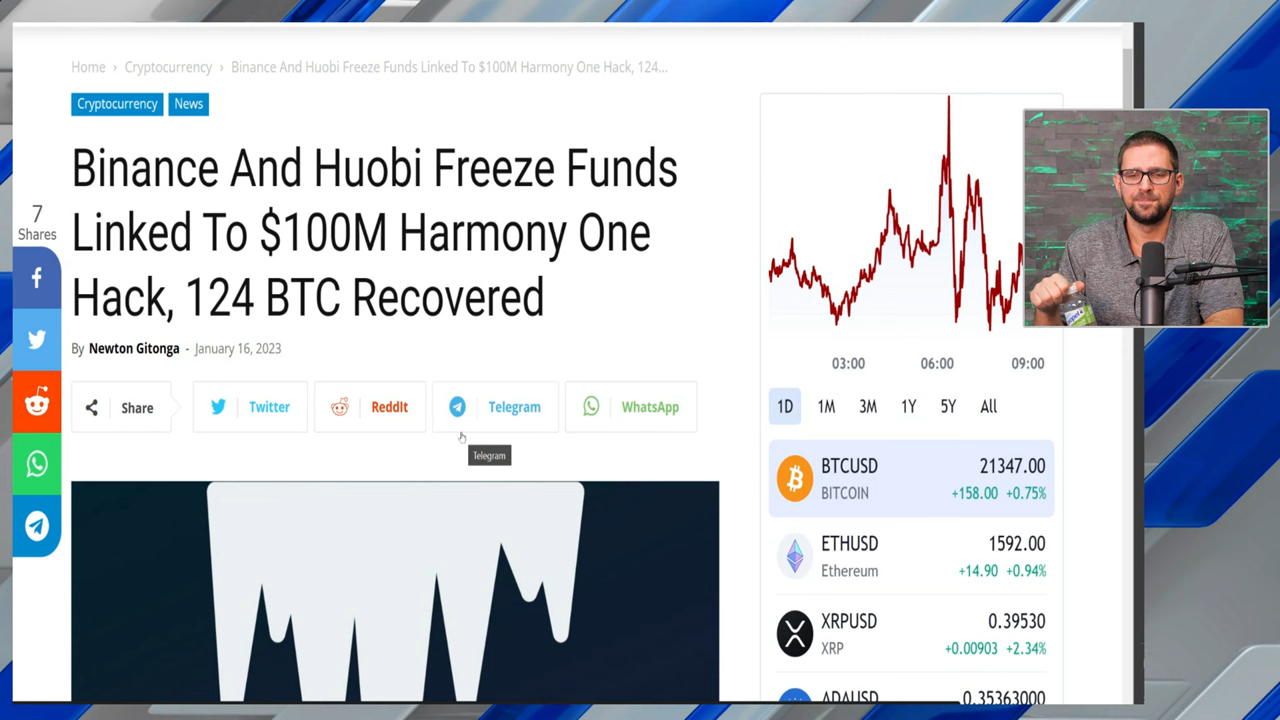 Home › Cryptocurrency › Binance And Huobi Freeze Funds Linked To $100M Harmony One Hack, 124...
Cryptocurrency
News
Binance And Huobi Freeze Funds
Linked To $100M Harmony One
Hack, 124 BTC Recovered
By Newton Gitonga - January 16, 2023
7
Shares
Share
Twitter
ReddIt
Telegram
WhatsApp
Telegram
03:00
06:00
09:00
1D
1M
3M
1Y
5Y
All
BTCUSD
21347.00
BITCOIN
+158.00 +0.75%
ETHUSD
1592.00
Ethereum
+14.90 +0.94%
XRPUSD
0.39530
XRP
+0.00903 +2.34%
ADAUSD
0.35363000